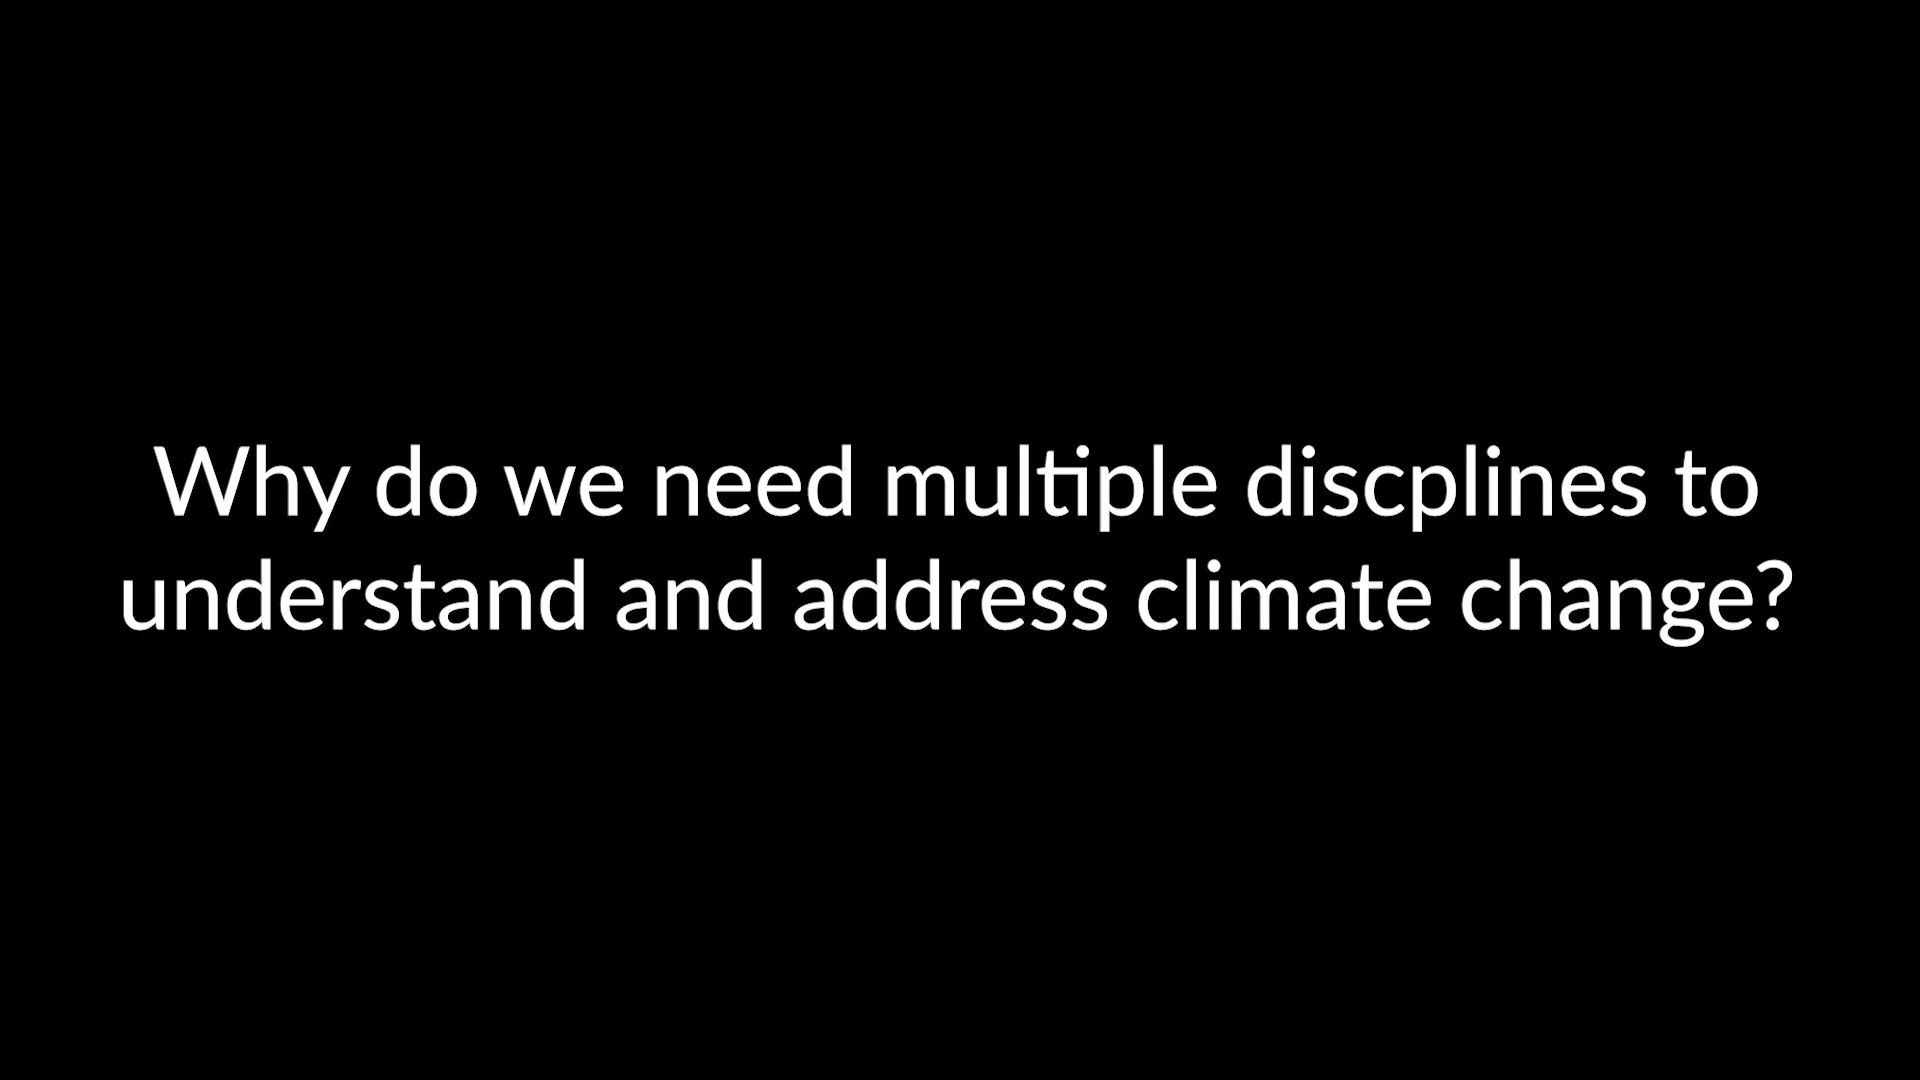 Why do we need multiple discplines to
understand and address climate change?